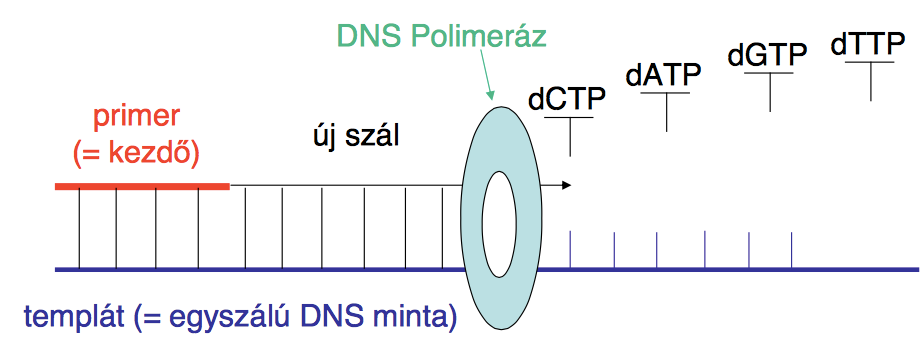 DNS Polimeráz
dCTP
dATP
dGTP
dTTP
primer
(= kezdő)
új szál
templát (= egyszálú DNS minta)